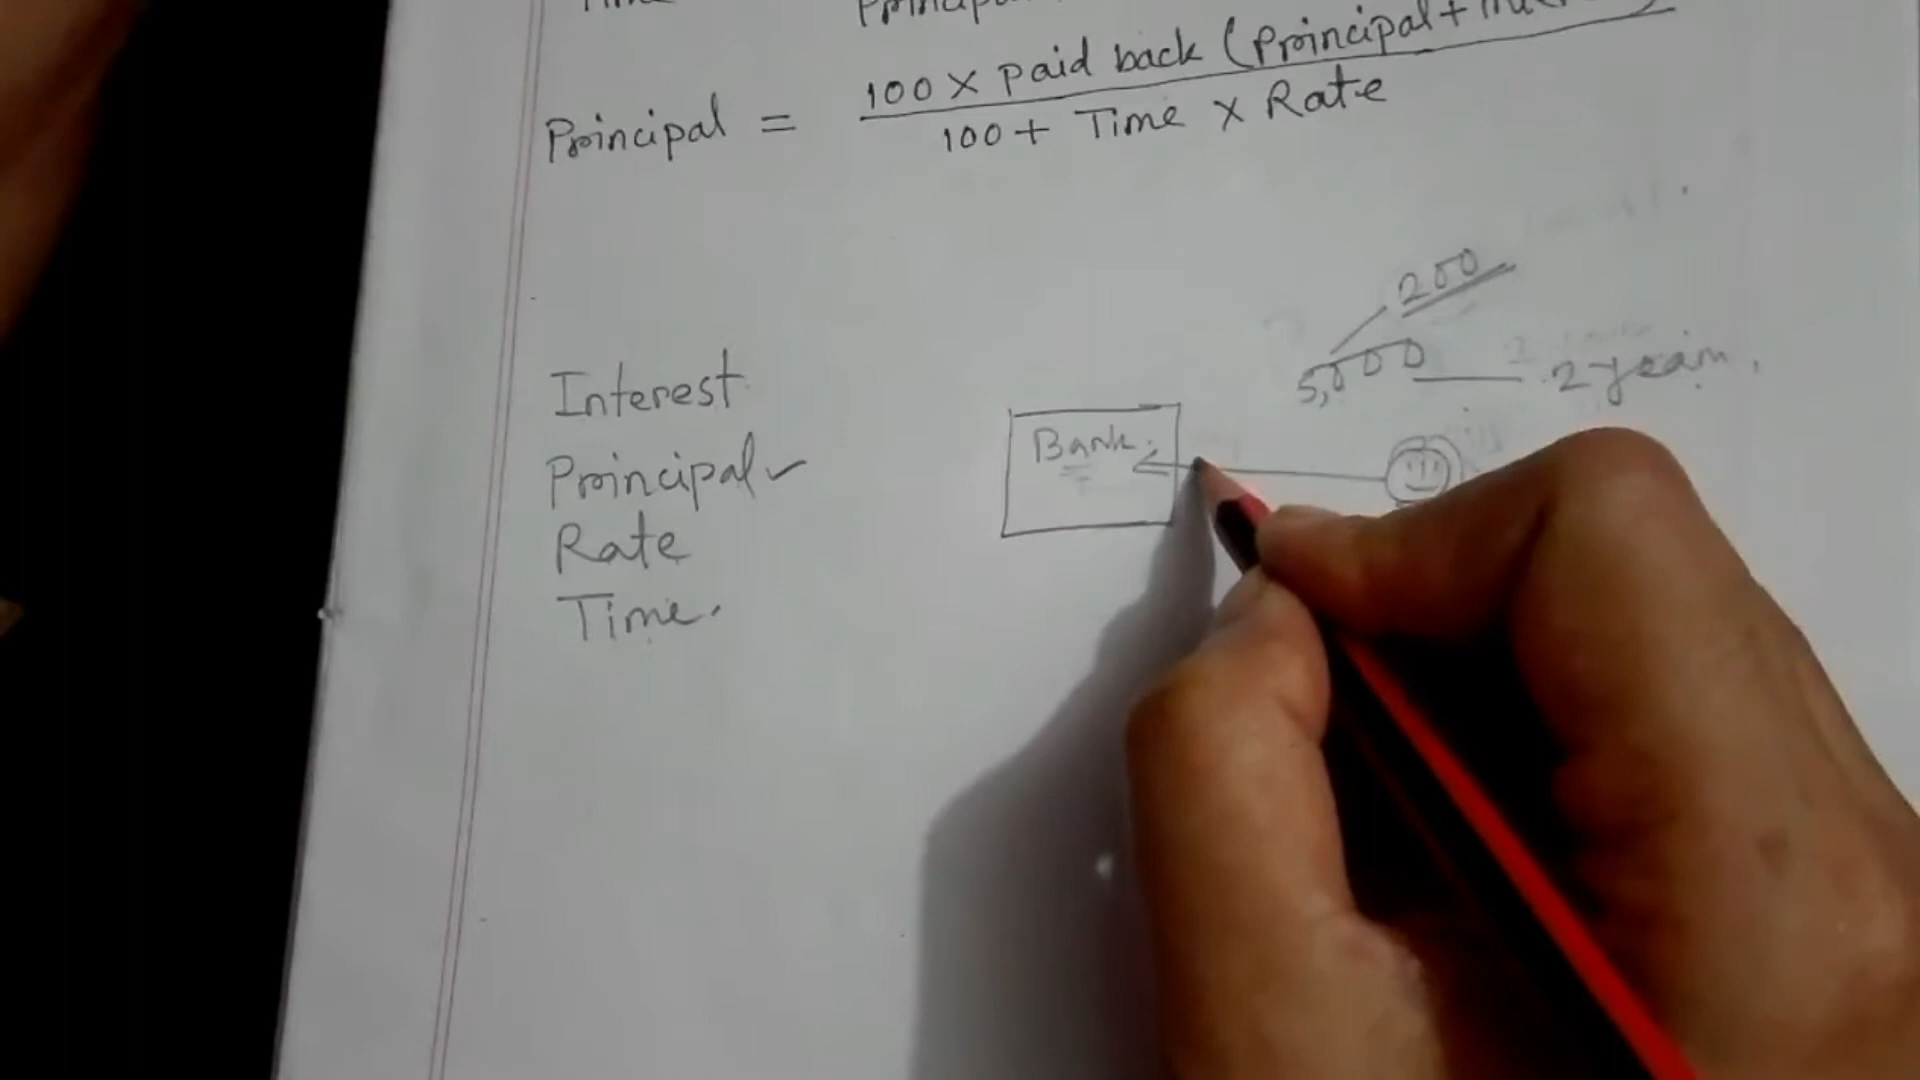 Principal = 100 × Paid back (Principal +
100 + Time × Rate
200
5,000 2 years.
Interest
Bank.
Principal ✓
Rate
Time.